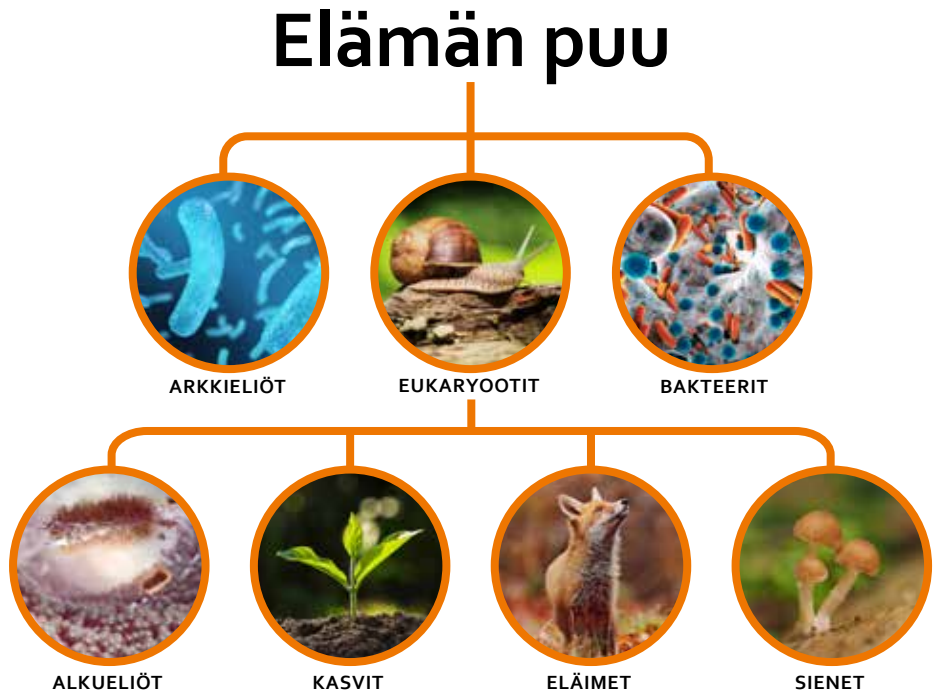 Elämän puu
ARKKIELIÖT
EUKARYOOTIT
BAKTEERIT
ALKUELIÖT
KASVIT
ELÄIMET
SIENET